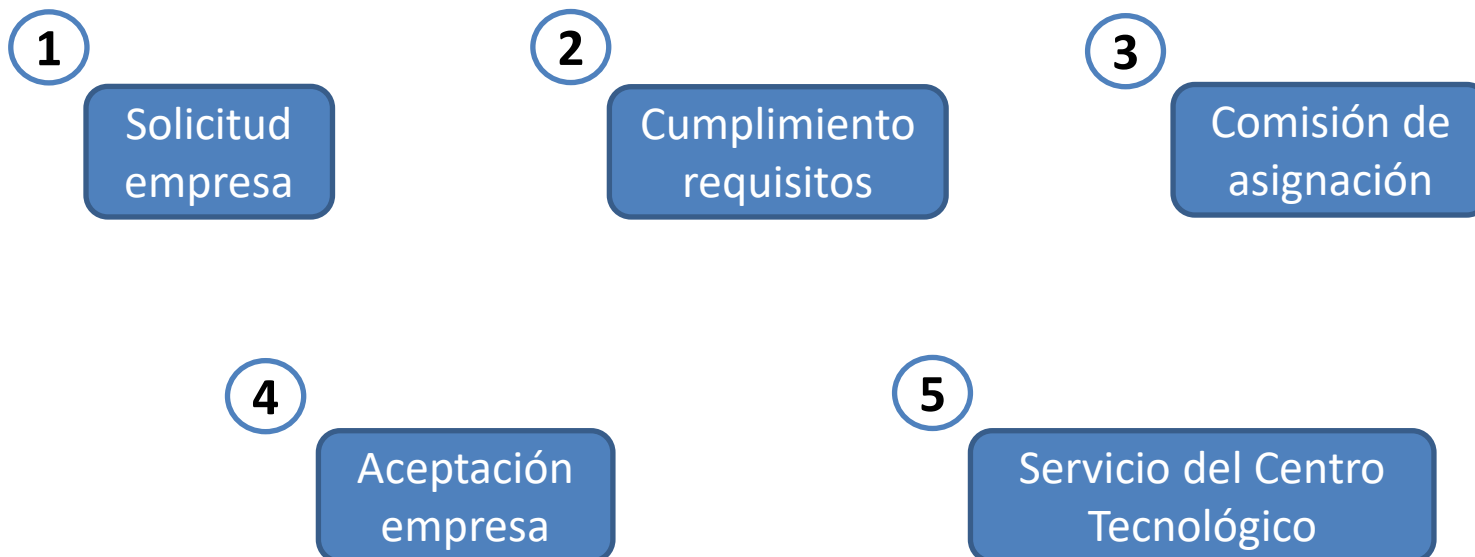 1
Solicitud
empresa
2
Cumplimiento
requisitos
3
Comisión de
asignación
4
Aceptación
empresa
5
Servicio del Centro
Tecnológico